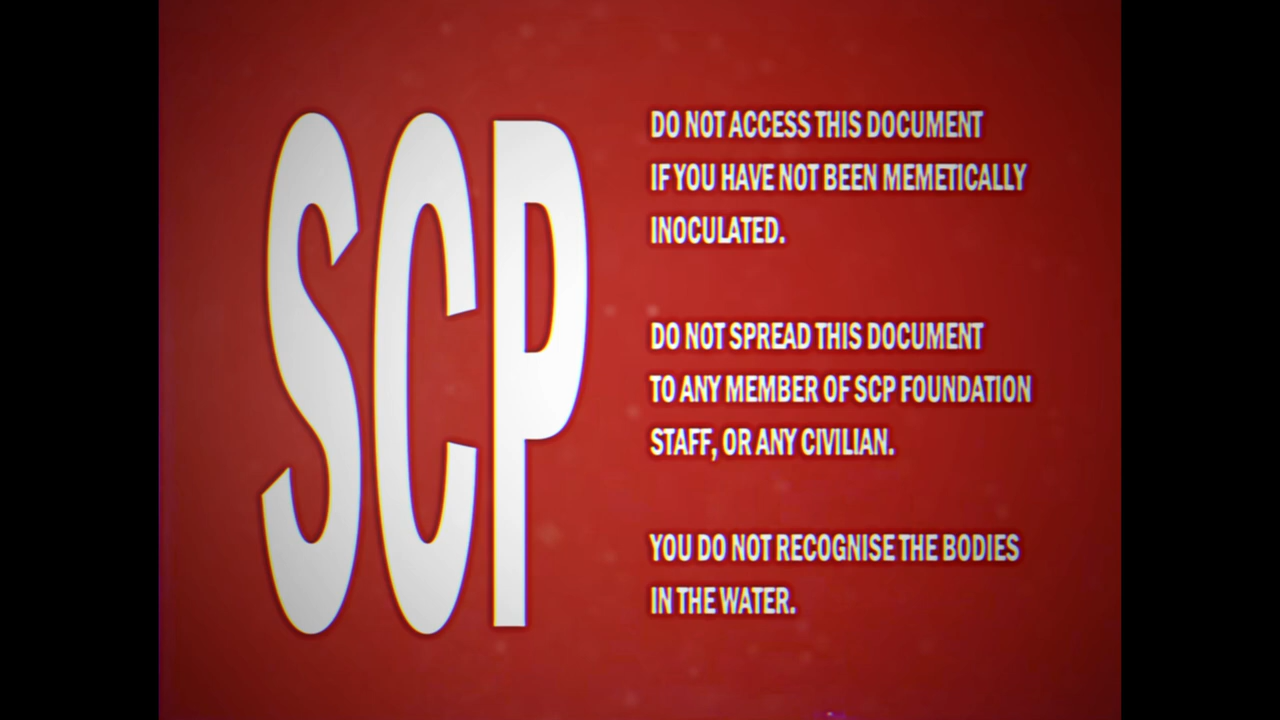 SCP
DO NOT ACCESS THIS DOCUMENT
IF YOU HAVE NOT BEEN MEMETICALLY
INOCULATED.
DO NOT SPREAD THIS DOCUMENT
TO ANY MEMBER OF SCP FOUNDATION
STAFF, OR ANY CIVILIAN.
YOU DO NOT RECOGNISE THE BODIES
IN THE WATER.